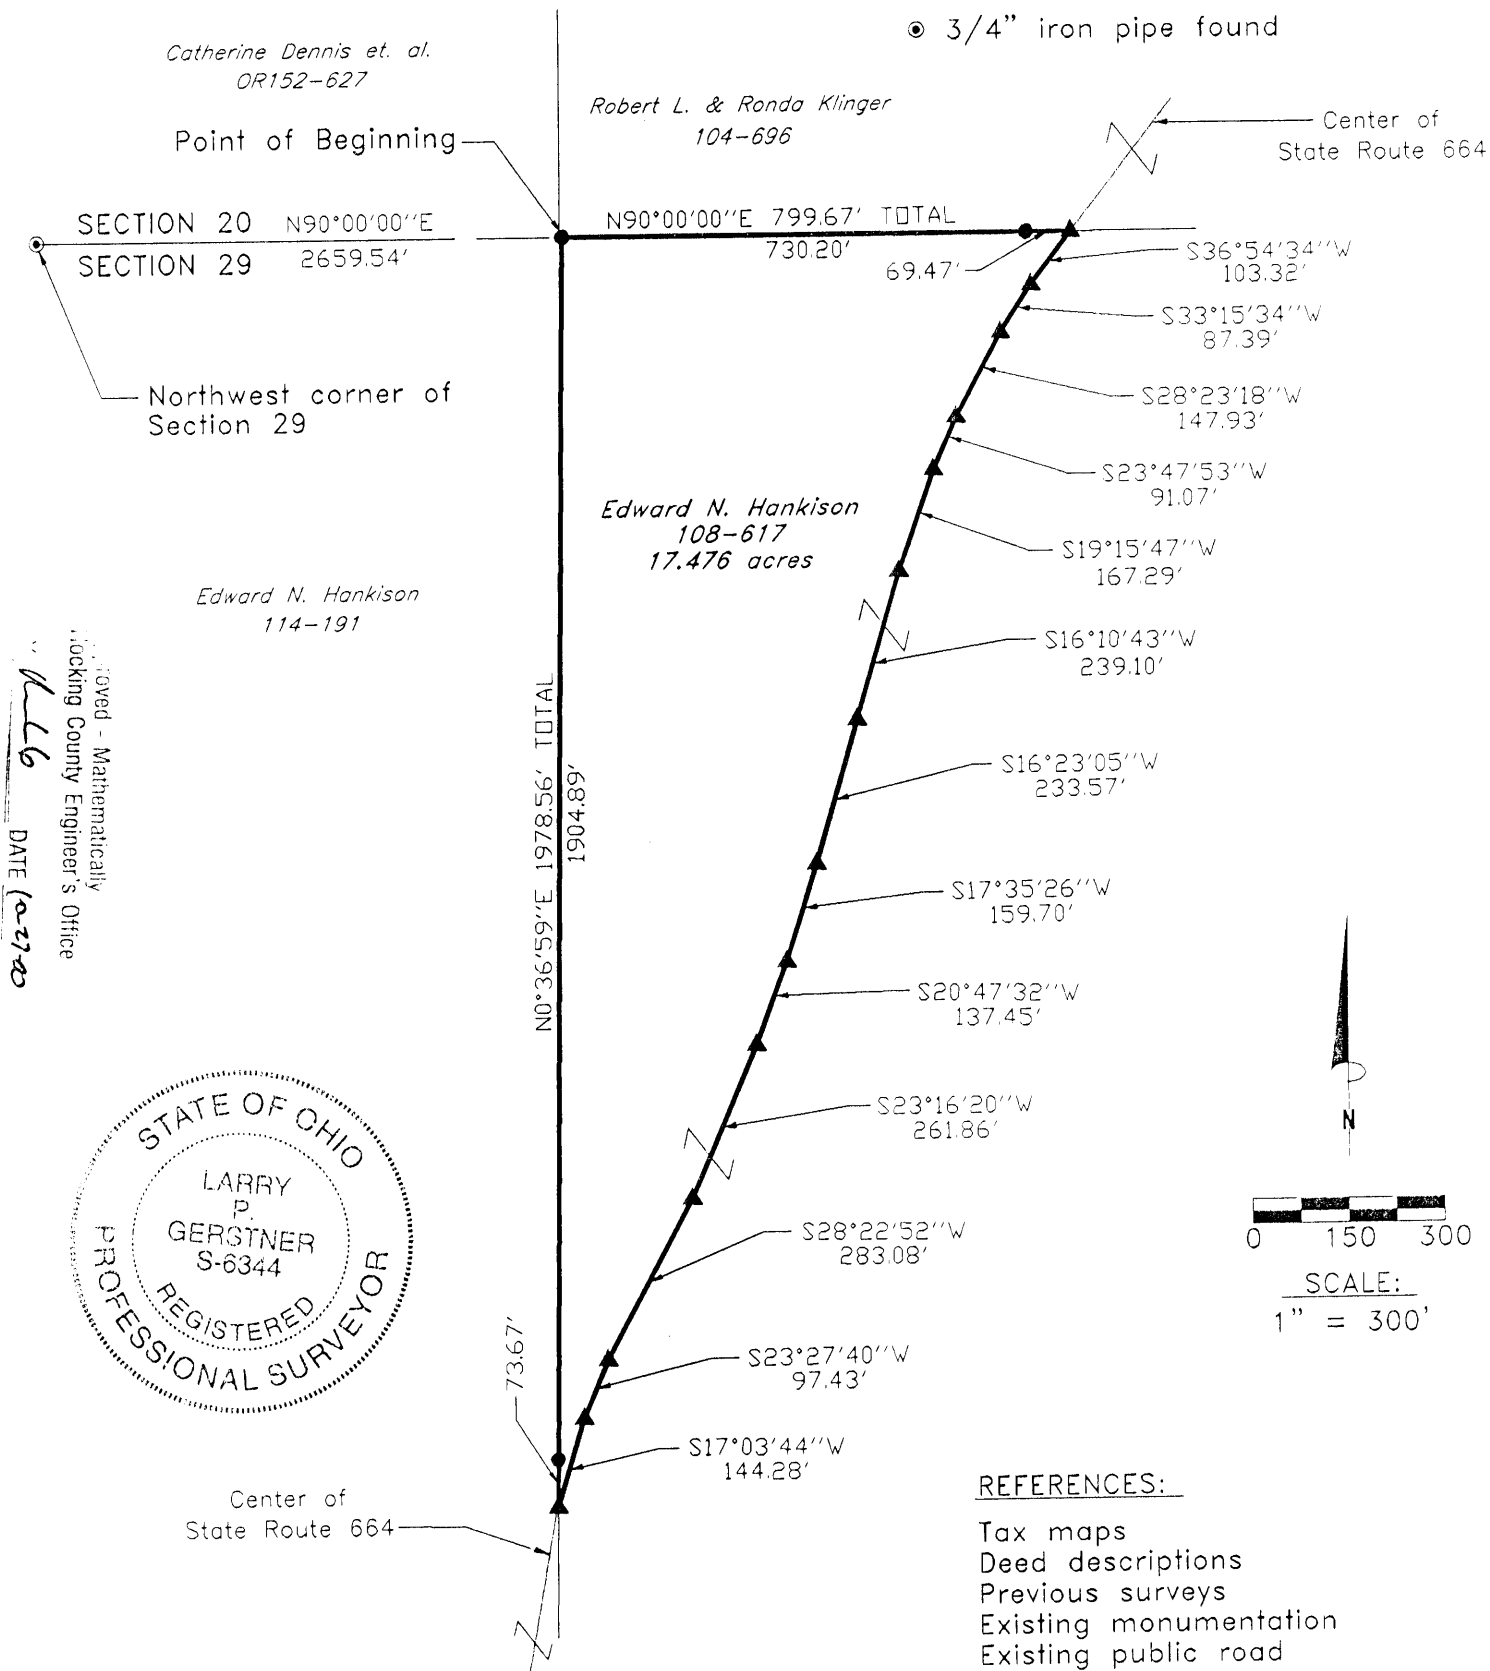 3/4” iron pipe found
Catherine Dennis et. al.
OR152-627
Robert L. & Ronda Klinger
104-696
Center of
State Route 664
Point of Beginning
SECTION 20
N90°00'00''E
SECTION 29
2659.54'
N90°00'00''E 799.67' TOTAL
730.20'
69.47'
S36°54'34''W
103.32'
S33°15'34''W
87.39'
Northwest corner of
Section 29
S28°23'18''W
147.93'
S23°47'53''W
91.07'
Edward N. Hankison
108-617
17.476 acres
S19°15'47''W
167.29'
Edward N. Hankison
114-191
S16°10'43''W
239.10'
N0°36'59''E 1978.56' TOTAL
1904.89'
S16°23'05''W
233.57'
Mathematically
County Engineer's Office
DATE 10-27-00
S17°35'26''W
159.70'
S20°47'32''W
137.45'
S23°16'20''W
261.86'
N
STATE OF OHIO
LARRY
P.
GERSTNER
S-6344
REGISTERED
PROFESSIONAL SURVEYOR
S28°22'52''W
283.08'
0 150 300
SCALE:
1” = 300'
73.67'
S23°27'40''W
97.43'
S17°03'44''W
144.28'
Center of
State Route 664
REFERENCES:
Tax maps
Deed descriptions
Previous surveys
Existing monumentation
Existing public road